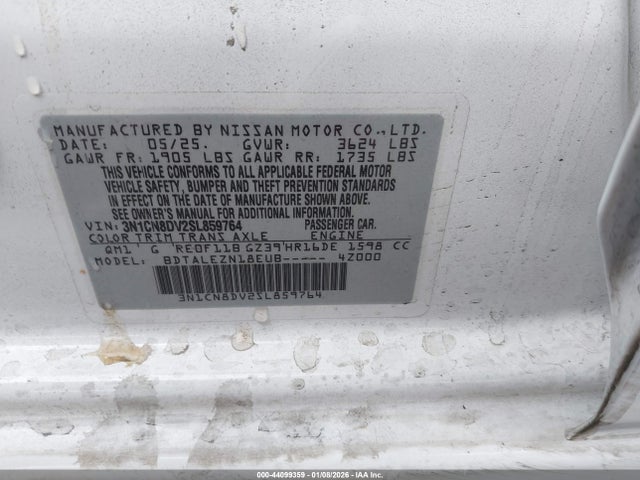 MANUFACTURED BY NISSAN MOTOR CO.,LTD.
DATE: 05/25. GVWR: 3624 LBS
GAWR FR: 1905 LBS GAWR RR: 1735 LBS
THIS VEHICLE CONFORMS TO ALL APPLICABLE FEDERAL MOTOR
VEHICLE SAFETY, BUMPER AND THEFT PREVENTION STANDARDS
IN EFFECT ON THE DATE OF MANUFACTURE SHOWN ABOVE.
SEE OWNER'S MANUAL FOR ADDITIONAL INFORMATION
VIN: 3N1CN8DV2SL859764 PASSENGER CAR.
COLOR TRIM TRANS AXLE ENGINE
QM1 G RE0F11B GZ39 HR16DE 1598 CC
MODEL: BDTALEZN18EUB----- 4Z000
3N1CN8DV2SL859764
000-44099359 | 01/08/2026 - IAA Inc.